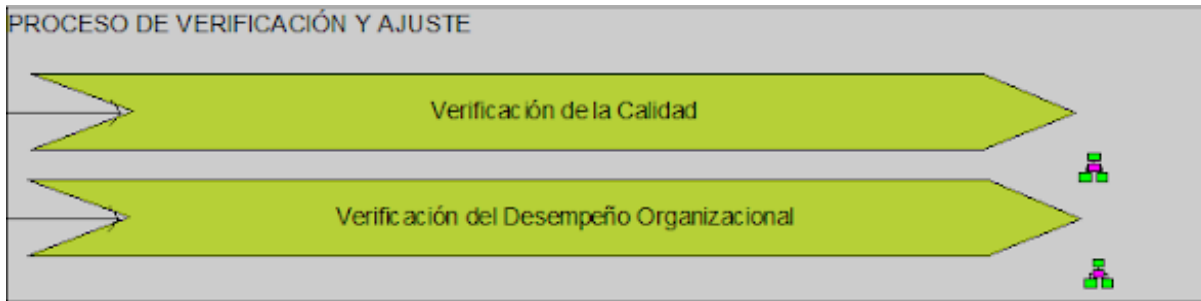 PROCESO DE VERIFICACIÓN Y AJUSTE
Verificación de la Calidad
Verificación del Desempeño Organizacional